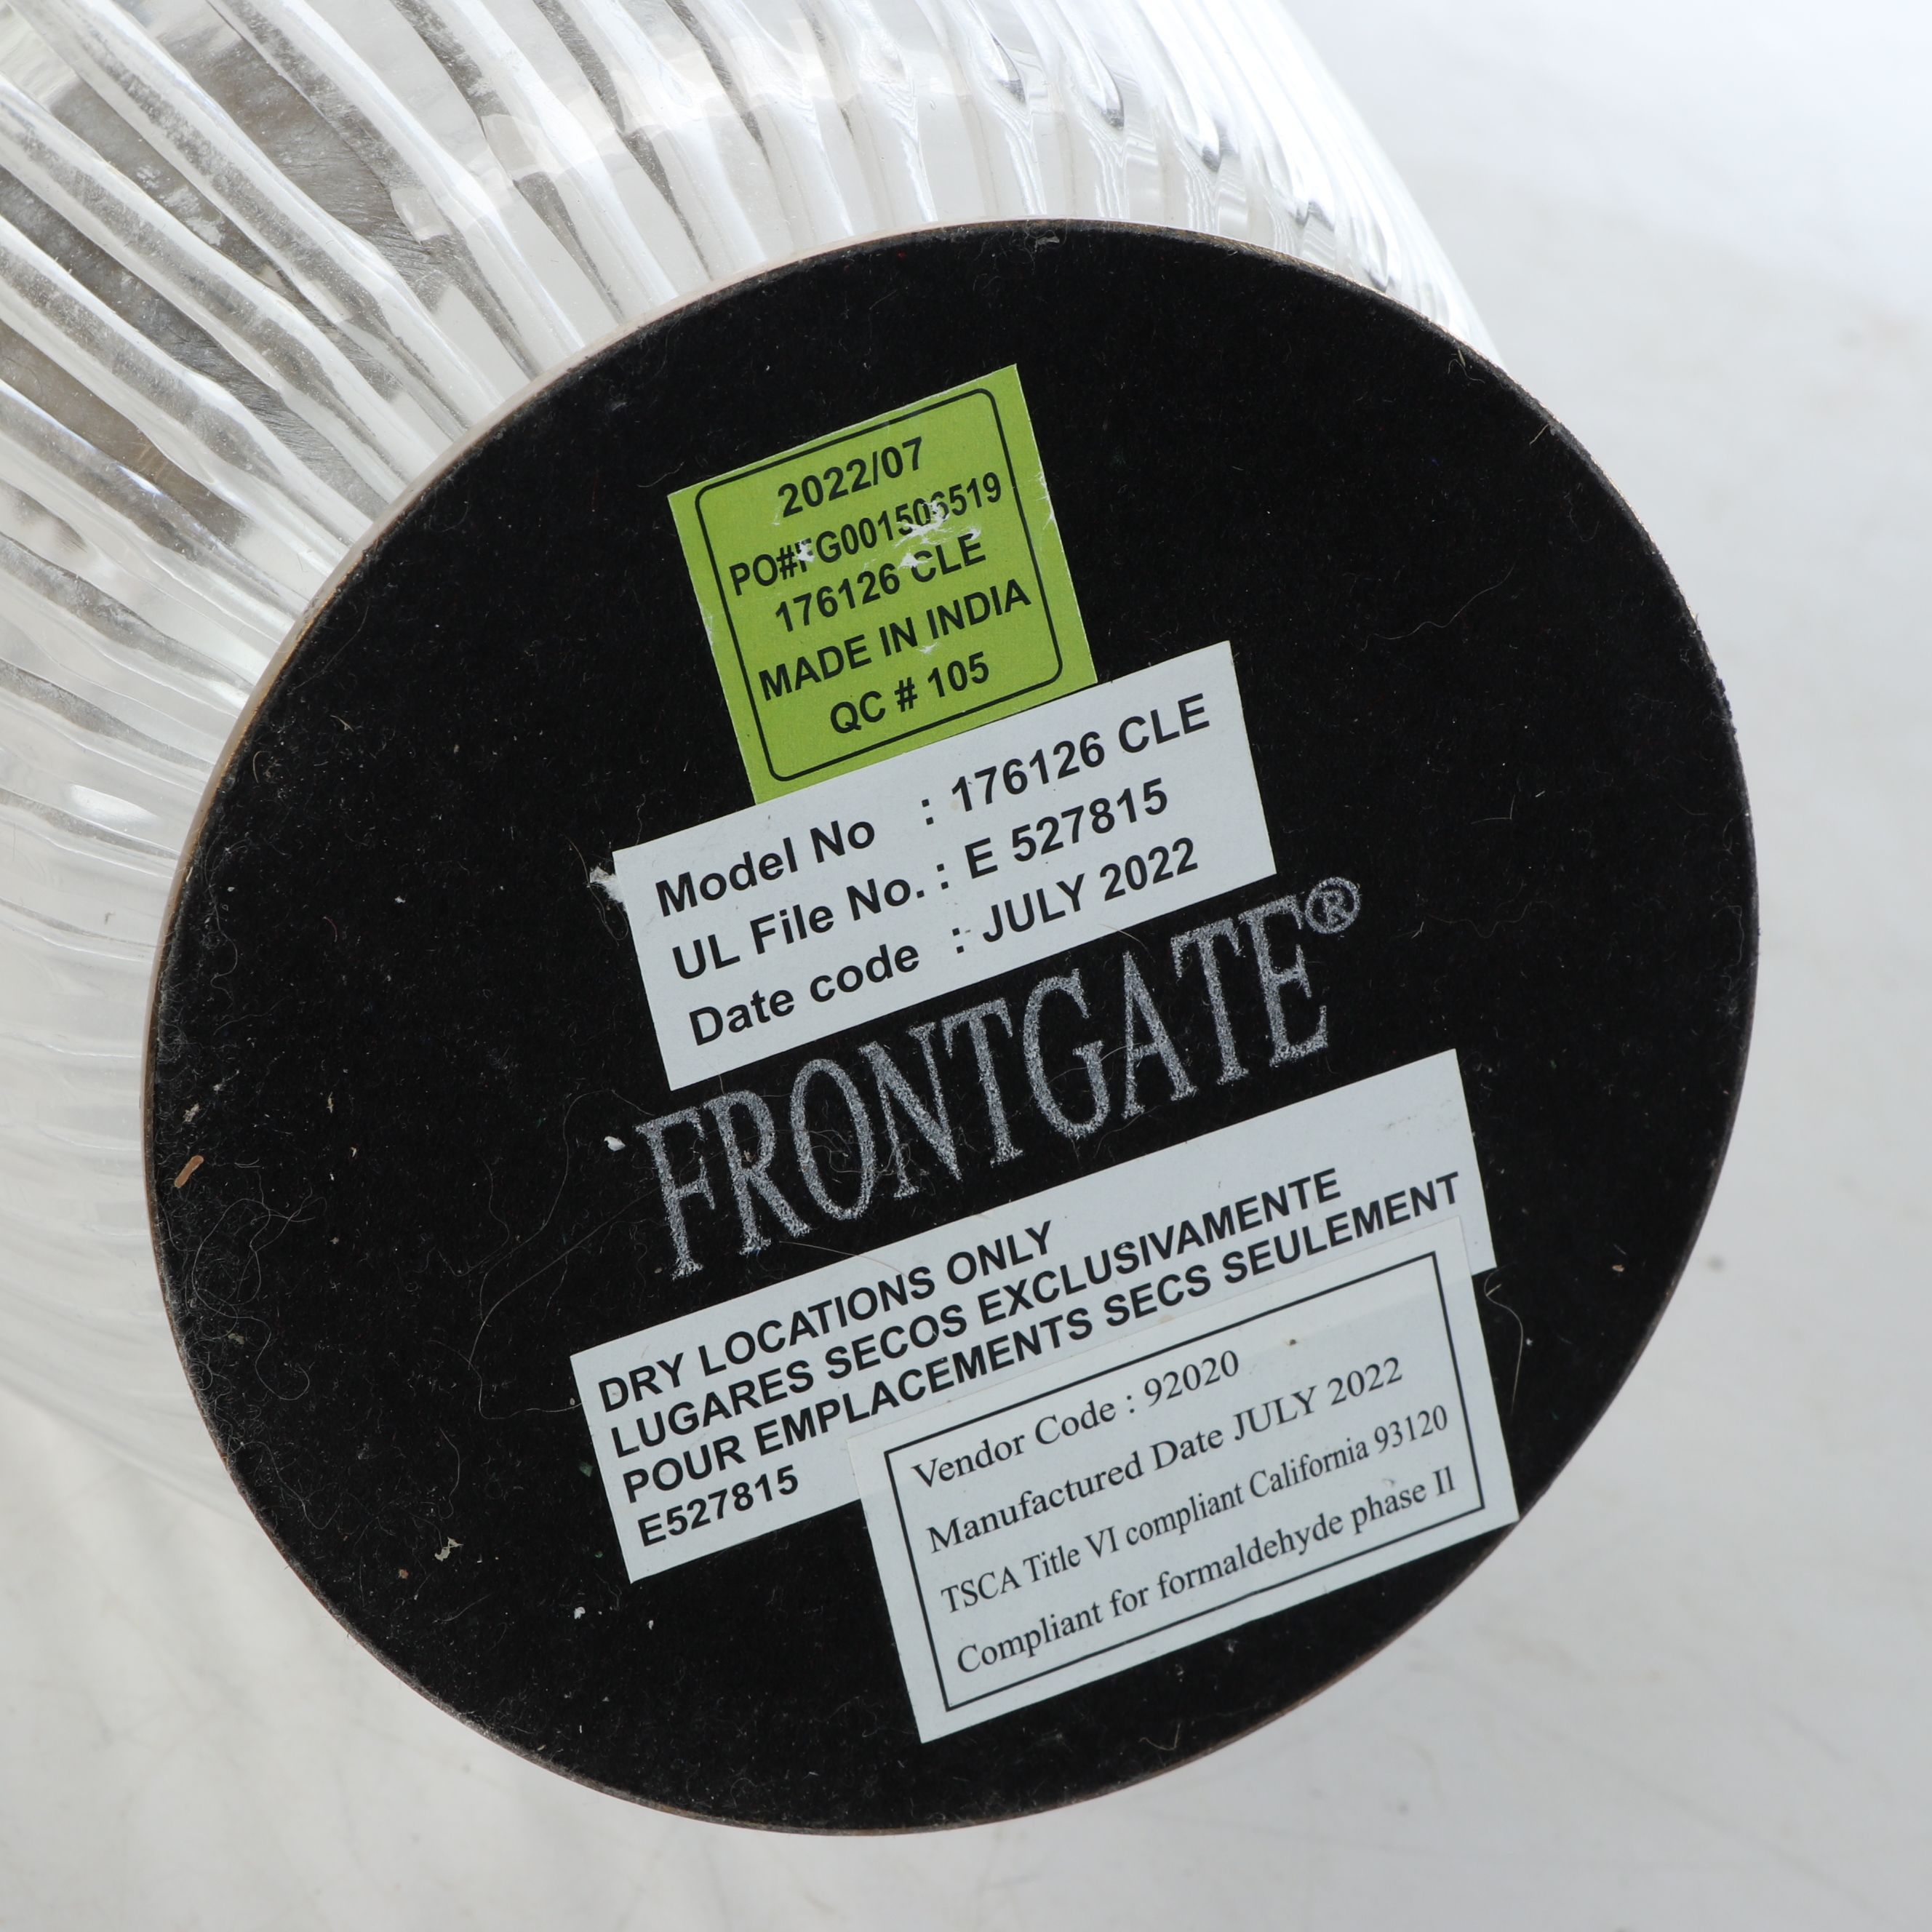 2022/07
PO#FG001506519
176126 CLE
MADE IN INDIA
QC # 105
Model No : 176126 CLE
UL File No. : E 527815
Date code : JULY 2022
FRONTGATE®
DRY LOCATIONS ONLY
LUGARES SECOS EXCLUSIVAMENTE
POUR EMPLACEMENTS SECS SEULEMENT
E527815
Vendor Code : 92020
Manufactured Date JULY 2022
TSCA Title VI compliant California 93120
Compliant for formaldehyde phase II